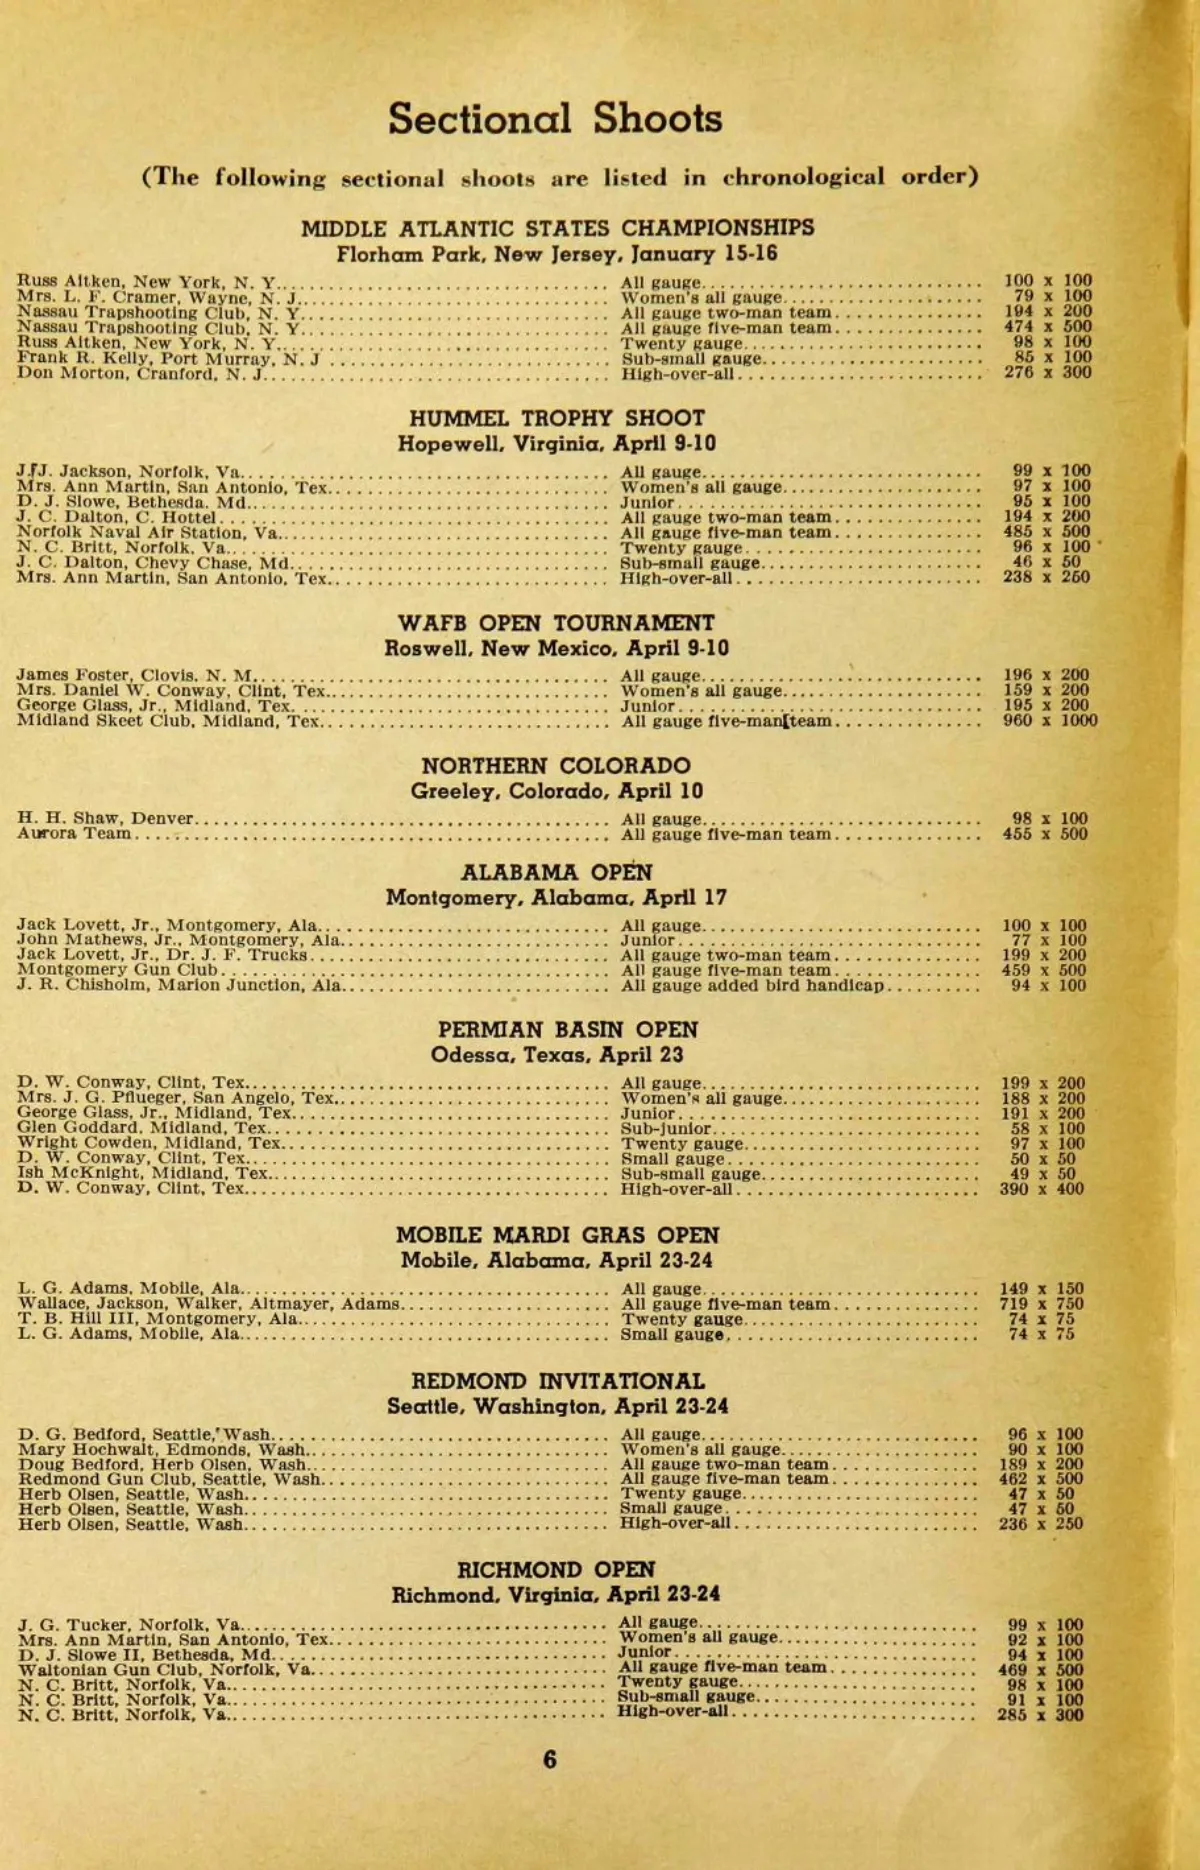 Sectional Shoots
(The following sectional shoots are listed in chronological order)
MIDDLE ATLANTIC STATES CHAMPIONSHIPS
Florham Park, New Jersey, January 15-16
Russ Aitken, New York, N. Y. All gauge 100 x 100
Mrs. L. F. Cramer, Wayne, N. J. Women's all gauge 79 x 100
Nassau Trapshooting Club, N. Y. All gauge two-man team 194 x 200
Nassau Trapshooting Club, N. Y. All gauge five-man team 474 x 500
Russ Aitken, New York, N. Y. Twenty gauge 98 x 100
Frank R. Kelly, Port Murray, N. J. Sub-small gauge 85 x 100
Don Morton, Cranford, N. J. High-over-all 276 x 300
HUMMEL TROPHY SHOOT
Hopewell, Virginia, April 9-10
J. J. Jackson, Norfolk, Va. All gauge 99 x 100
Mrs. Ann Martin, San Antonio, Tex. Women's all gauge 97 x 100
D. J. Slowe, Bethesda, Md. Junior 95 x 100
J. C. Dalton, C. Hottel All gauge two-man team 194 x 200
Norfolk Naval Air Station, Va. All gauge five-man team 485 x 500
N. C. Britt, Norfolk, Va. Twenty gauge 96 x 100
J. C. Dalton, Chevy Chase, Md. Sub-small gauge 46 x 50
Mrs. Ann Martin, San Antonio, Tex. High-over-all 238 x 250
WAFB OPEN TOURNAMENT
Roswell, New Mexico, April 9-10
James Foster, Clovis, N. M. All gauge 196 x 200
Mrs. Daniel W. Conway, Clint, Tex. Women's all gauge 159 x 200
George Glass, Jr., Midland, Tex. Junior 195 x 200
Midland Skeet Club, Midland, Tex. All gauge five-man team 960 x 1000
NORTHERN COLORADO
Greeley, Colorado, April 10
H. H. Shaw, Denver All gauge 98 x 100
Aurora Team All gauge five-man team 455 x 500
ALABAMA OPEN
Montgomery, Alabama, April 17
Jack Lovett, Jr., Montgomery, Ala. All gauge 100 x 100
John Mathews, Jr., Montgomery, Ala. Junior 77 x 100
Jack Lovett, Jr., Dr. J. F. Trucks All gauge two-man team 199 x 200
Montgomery Gun Club All gauge five-man team 459 x 500
J. R. Chisholm, Marion Junction, Ala. All gauge added bird handicap 94 x 100
PERMIAN BASIN OPEN
Odessa, Texas, April 23
D. W. Conway, Clint, Tex. All gauge 199 x 200
Mrs. J. G. Pflueger, San Angelo, Tex. Women's all gauge 188 x 200
George Glass, Jr., Midland, Tex. Junior 191 x 200
Glen Goddard, Midland, Tex. Sub-junior 58 x 100
Wright Cowden, Midland, Tex. Twenty gauge 97 x 100
D. W. Conway, Clint, Tex. Small gauge 50 x 50
Ish McKnight, Midland, Tex. Sub-small gauge 49 x 50
D. W. Conway, Clint, Tex. High-over-all 390 x 400
MOBILE MARDI GRAS OPEN
Mobile, Alabama, April 23-24
L. G. Adams, Mobile, Ala. All gauge 149 x 150
Wallace, Jackson, Walker, Altmayer, Adams All gauge five-man team 719 x 750
T. B. Hill III, Montgomery, Ala. Twenty gauge 74 x 75
L. G. Adams, Mobile, Ala. Small gauge 74 x 75
REDMOND INVITATIONAL
Seattle, Washington, April 23-24
D. G. Bedford, Seattle, Wash. All gauge 96 x 100
Mary Hochwalt, Edmonds, Wash. Women's all gauge 90 x 100
Doug Bedford, Herb Olsen, Wash. All gauge two-man team 189 x 200
Redmond Gun Club, Seattle, Wash. All gauge five-man team 462 x 500
Herb Olsen, Seattle, Wash. Twenty gauge 47 x 50
Herb Olsen, Seattle, Wash. Small gauge 47 x 50
Herb Olsen, Seattle, Wash. High-over-all 236 x 250
RICHMOND OPEN
Richmond, Virginia, April 23-24
J. G. Tucker, Norfolk, Va. All gauge 99 x 100
Mrs. Ann Martin, San Antonio, Tex. Women's all gauge 92 x 100
D. J. Slowe II, Bethesda, Md. Junior 94 x 100
Waltonian Gun Club, Norfolk, Va. All gauge five-man team 469 x 500
N. C. Britt, Norfolk, Va. Twenty gauge 98 x 100
N. C. Britt, Norfolk, Va. Sub-small gauge 91 x 100
N. C. Britt, Norfolk, Va. High-over-all 285 x 300
6